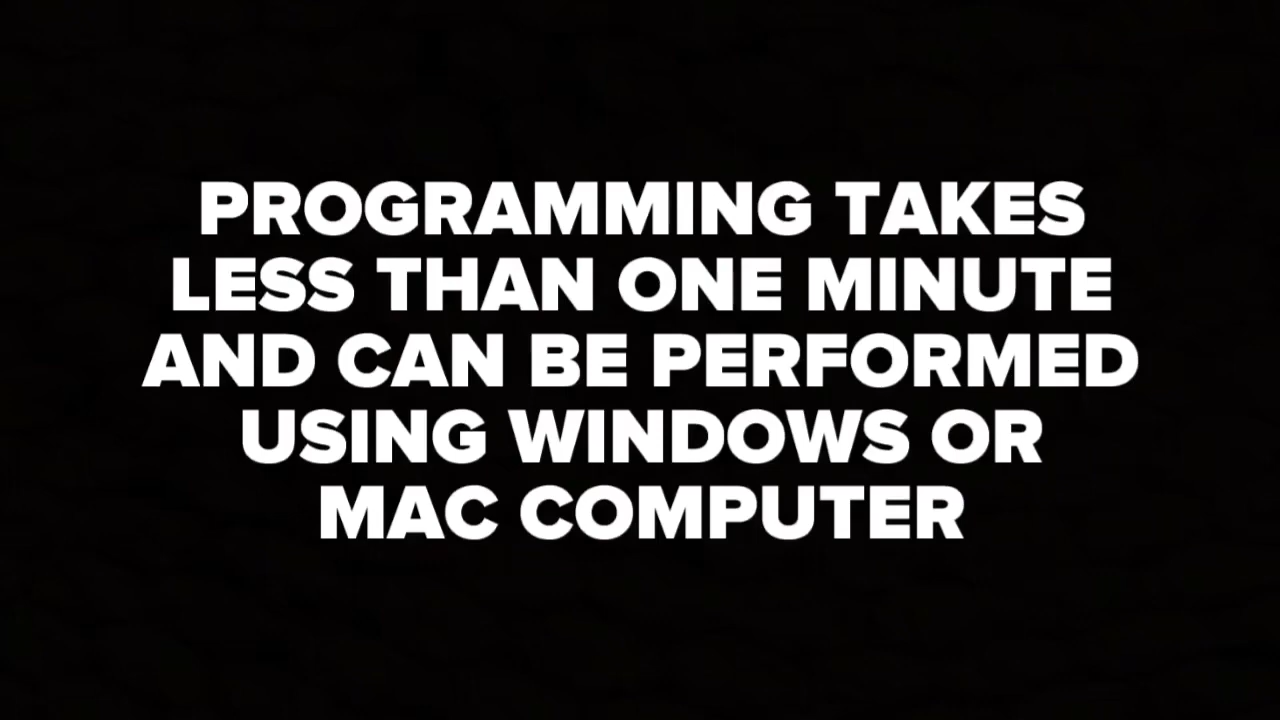 PROGRAMMING TAKES
LESS THAN ONE MINUTE
AND CAN BE PERFORMED
USING WINDOWS OR
MAC COMPUTER